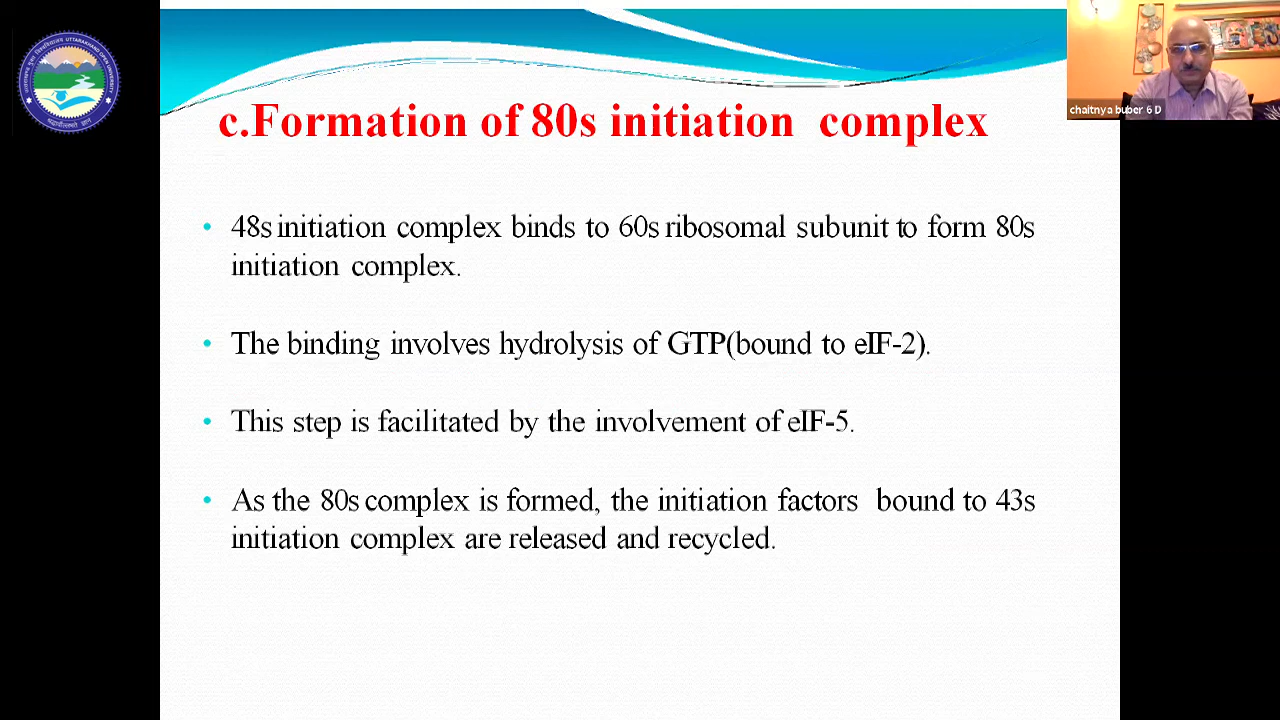 c.Formation of 80s initiation complex
chaitnya buber 6 D
• 48s initiation complex binds to 60s ribosomal subunit to form 80s
initiation complex.
• The binding involves hydrolysis of GTP(bound to eIF-2).
• This step is facilitated by the involvement of eIF-5.
• As the 80s complex is formed, the initiation factors bound to 43s
initiation complex are released and recycled.